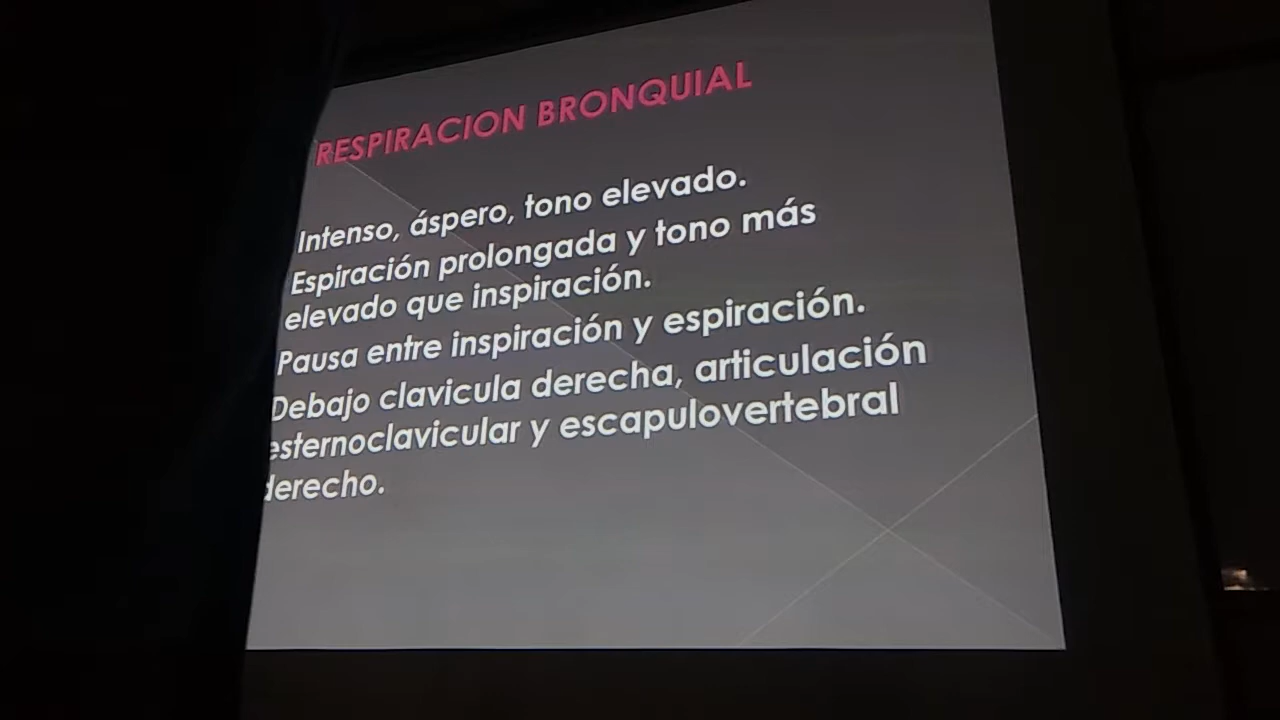 RESPIRACION BRONQUIAL
Intenso, áspero, tono elevado.
Espiración prolongada y tono más
elevado que inspiración.
Pausa entre inspiración y espiración.
Debajo clavicula derecha, articulación
esternoclavicular y escapulovertebral
derecho.